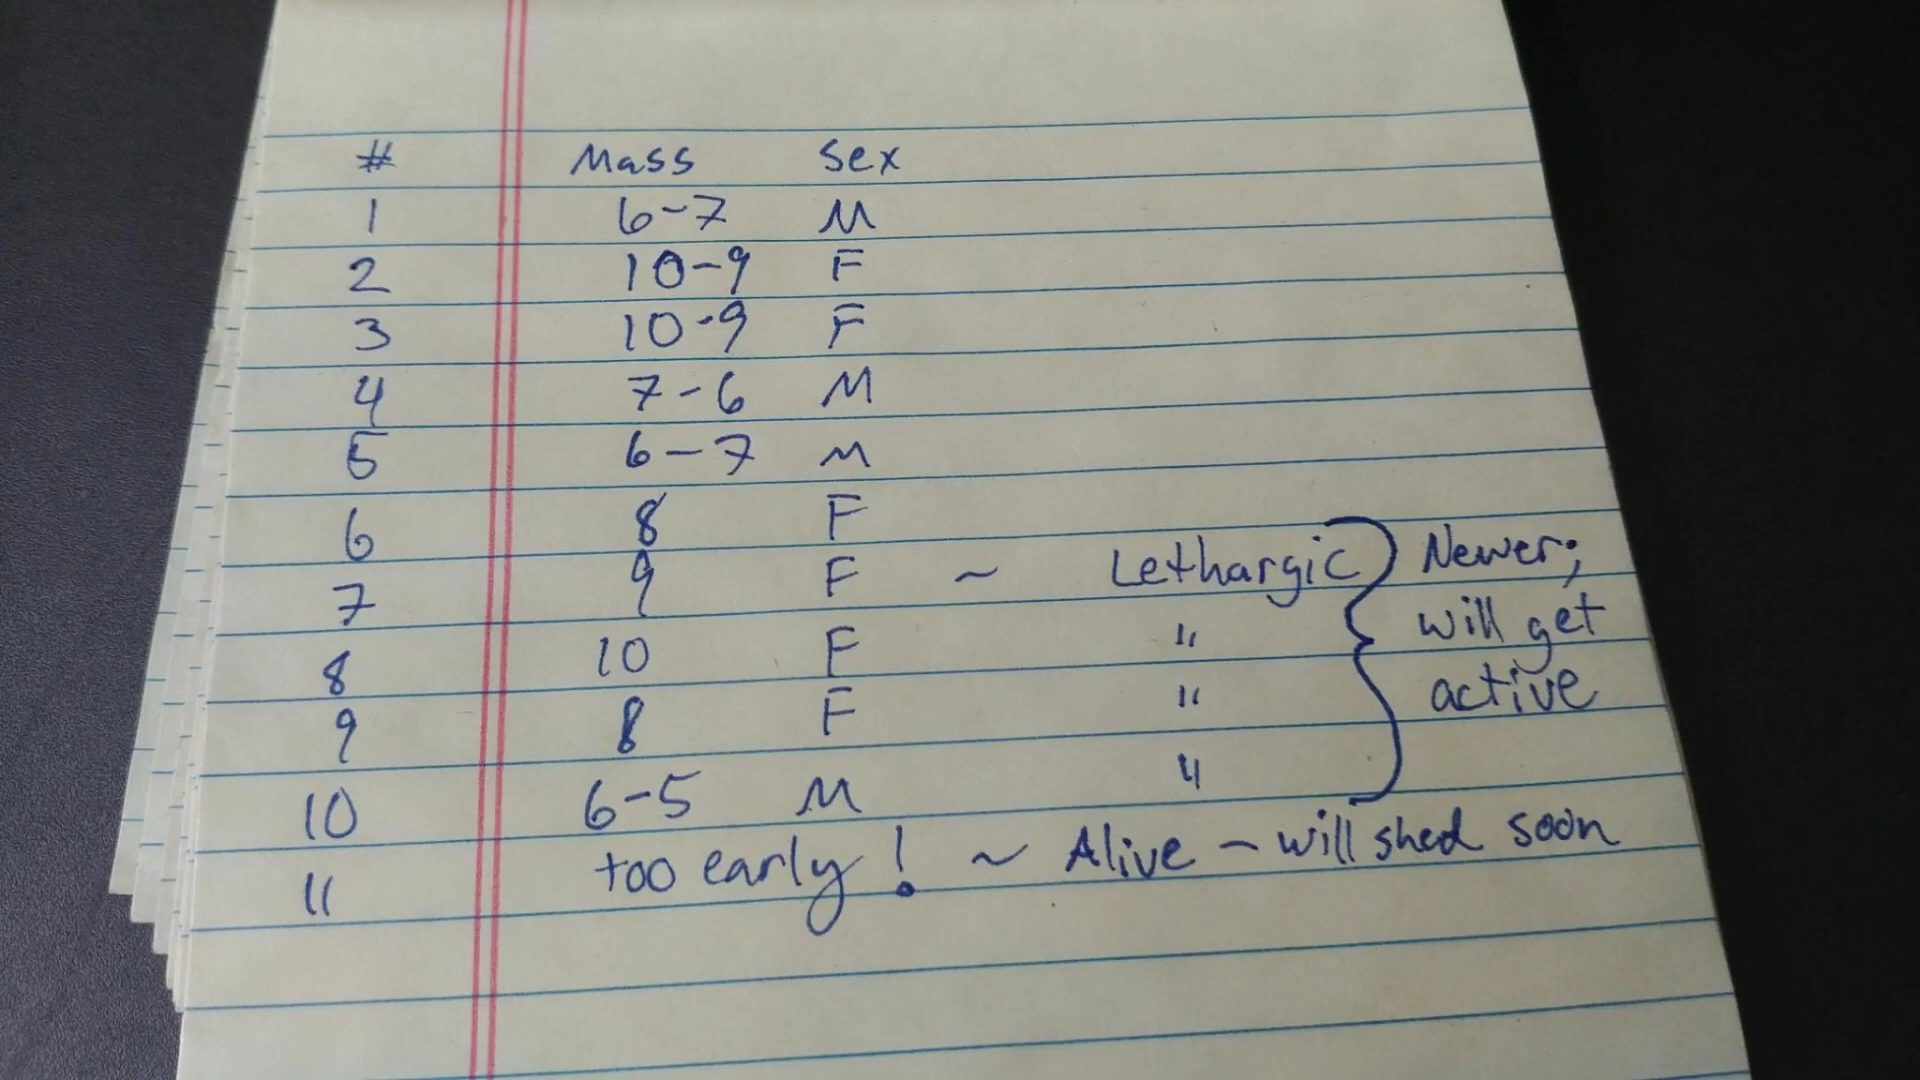 # Mass Sex
1 6-7 M
2 10-9 F
3 10-9 F
4 7-6 M
5 6-7 M
6 8 F
7 9 F ~ Lethargic } Newer;
8 10 F " will get
9 8 F " active
10 6-5 M "
11 too early! ~ Alive - will shed soon